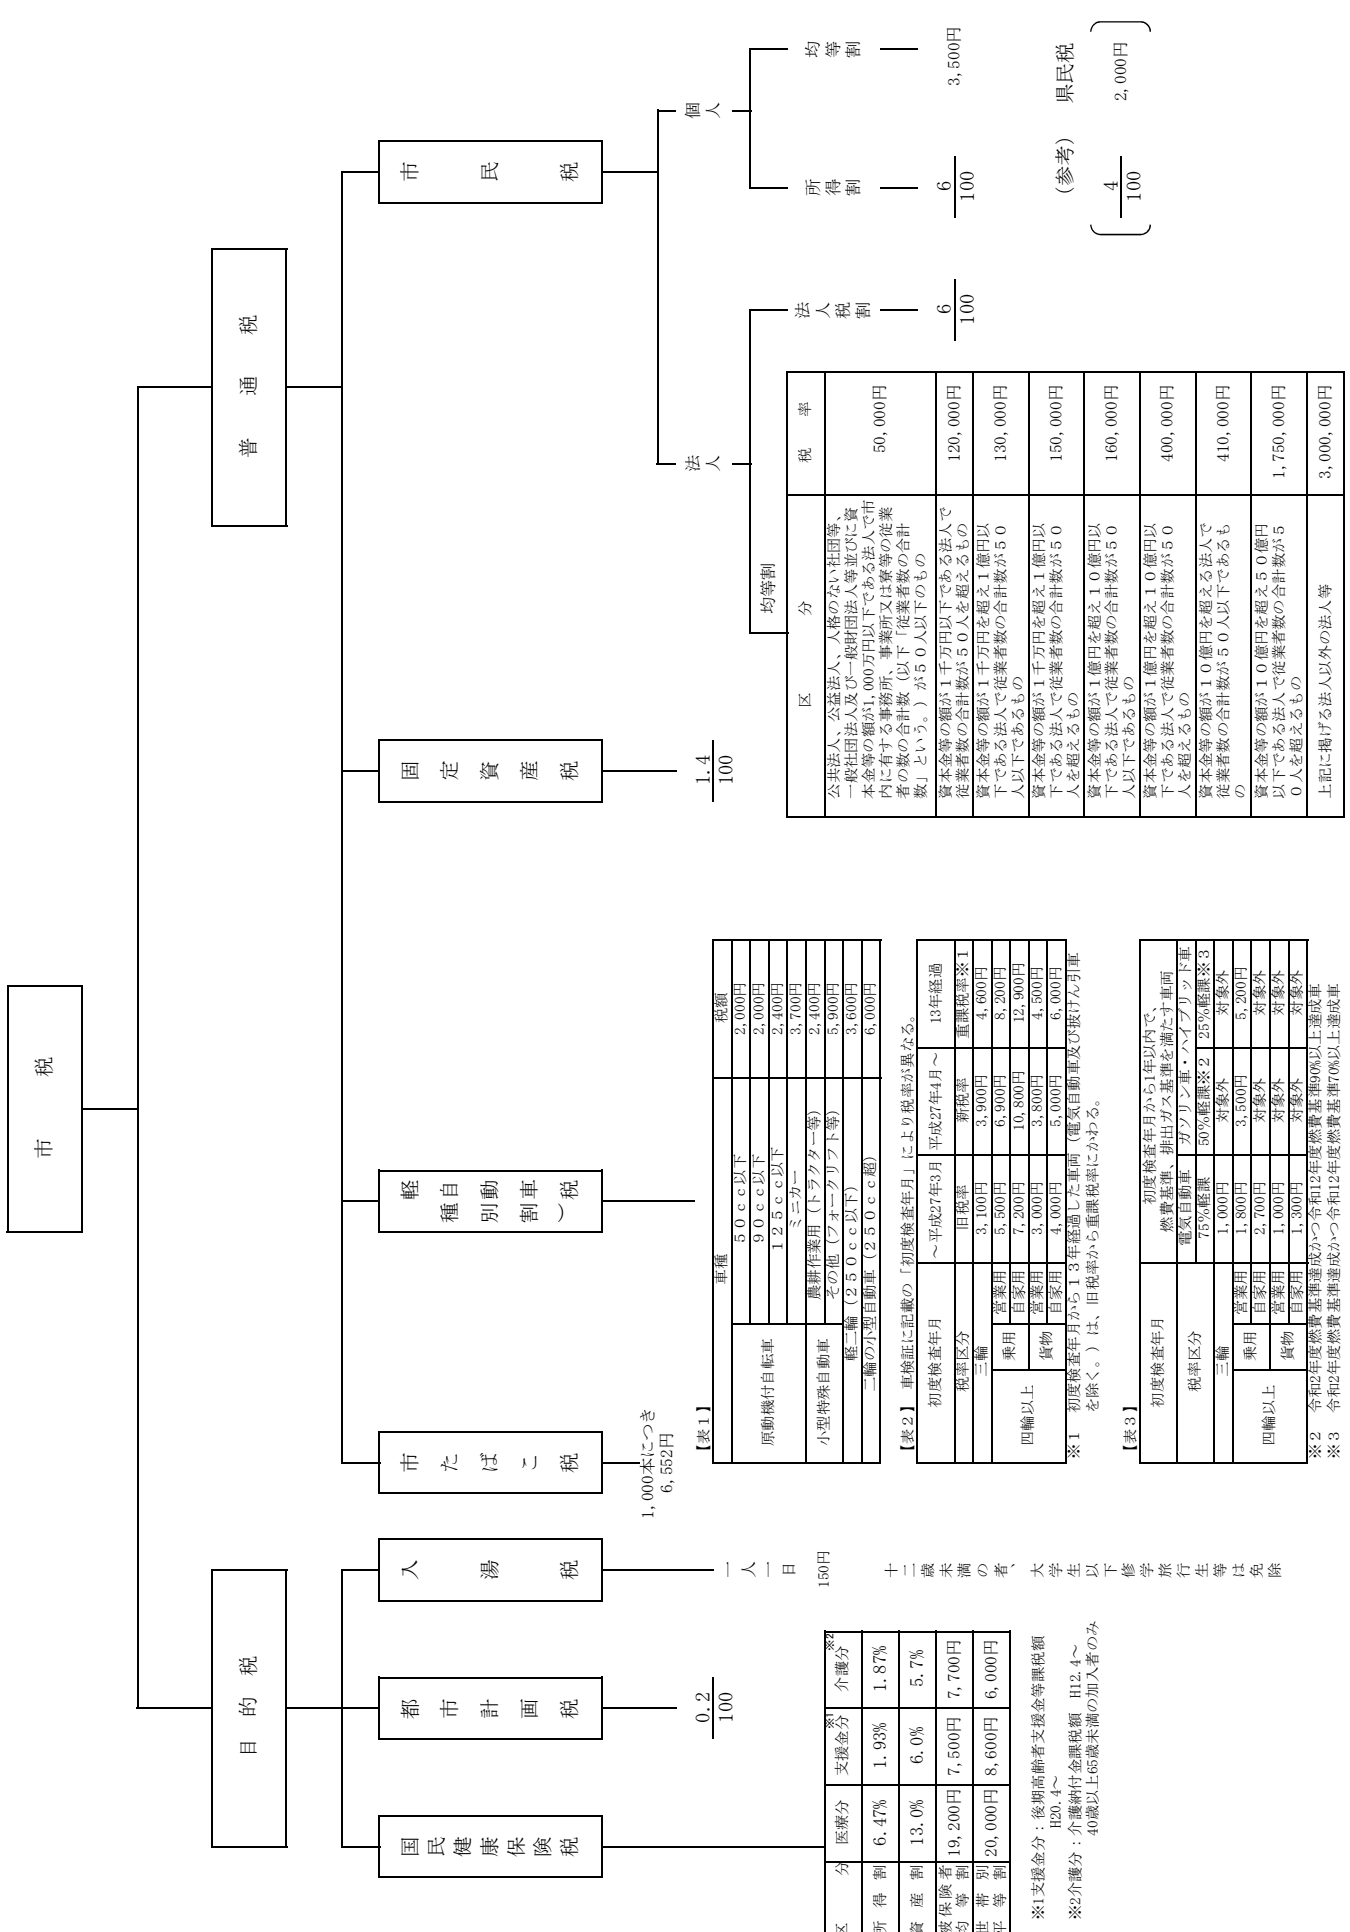 市税
普通税
市民税
個人
均等割
3,500円
所得割
6
100
(参考) 県民税
2,000円
4
100
法人
法人税割
6
100
均等割
区分 税率
公共法人、公益法人、人格のない社団等、
一般社団法人及び一般財団法人等並びに資
本金等の額が1,000万円以下である法人で市
内に有する事務所、事業所又は寮等の従業
者の数の合計数（以下「従業者数の合計
数」という。）が５０人以下のもの
50,000円
資本金等の額が１千万円以下である法人で
従業者数の合計数が５０人を超えるもの
120,000円
資本金等の額が１千万円を超え１億円以
下である法人で従業者数の合計数が５０
人以下であるもの
130,000円
資本金等の額が１千万円を超え１億円以
下である法人で従業者数の合計数が５０
人を超えるもの
150,000円
資本金等の額が１億円を超え１０億円以
下である法人で従業者数の合計数が５０
人以下であるもの
160,000円
資本金等の額が１億円を超え１０億円以
下である法人で従業者数の合計数が５０
人を超えるもの
400,000円
資本金等の額が１０億円を超える法人で
従業者数の合計数が５０人以下であるも
の
410,000円
資本金等の額が１０億円を超え５０億円
以下である法人で従業者数の合計数が５
０人を超えるもの
1,750,000円
上記に掲げる法人以外の法人等
3,000,000円
固定資産税
1.4
100
軽自動車税
種別割）
【表１】
車種 税額
原動機付自転車
５０ｃｃ以下 2,000円
９０ｃｃ以下 2,000円
１２５ｃｃ以下 2,400円
ミニカー 3,700円
小型特殊自動車
農耕作業用（トラクター等） 2,400円
その他（フォークリフト等） 5,900円
軽二輪（２５０ｃｃ以下） 3,600円
二輪の小型自動車（２５０ｃｃ超） 6,000円
【表２】 車検証に記載の「初度検査年月」により税率が異なる。
初度検査年月 ～平成27年3月 平成27年4月～ 13年経過
税率区分 旧税率 新税率 重課税率※１
三輪 3,100円 3,900円 4,600円
四輪以上
乗用 営業用 5,500円 6,900円 8,200円
自家用 7,200円 10,800円 12,900円
貨物 営業用 3,000円 3,800円 4,500円
自家用 4,000円 5,000円 6,000円
※１ 初度検査年月から１３年経過した車両（電気自動車及び被けん引車
を除く。）は、旧税率から重課税率にかわる。
【表３】
初度検査年月
初度検査年月から1年以内で、
燃費基準、排出ガス基準を満たす車両
税率区分
電気自動車 ガソリン車・ハイブリッド車
75%軽課 50%軽課※２ 25%軽課※３
三輪 1,000円 対象外 対象外
四輪以上
乗用 営業用 1,800円 3,500円 5,200円
自家用 2,700円 対象外 対象外
貨物 営業用 1,000円 対象外 対象外
自家用 1,300円 対象外 対象外
※２ 令和2年度燃費基準達成かつ令和12年度燃費基準90%以上達成車
※３ 令和2年度燃費基準達成かつ令和12年度燃費基準70%以上達成車
市たばこ税
1,000本につき
6,552円
目的税
入湯税
一人一日
150円
十二歳未満の者、大学生以下修学旅行生等は免除
都市計画税
0.2
100
国民健康保険税
区分 医療分 支援金分※1 介護分※2
所得割 6.47% 1.93% 1.87%
資産割 13.0% 6.0% 5.7%
被保険者均等割 19,200円 7,500円 7,700円
世帯別平等割 20,000円 8,600円 6,000円
※1支援金分：後期高齢者支援金等課税額
H20.4～
※2介護分：介護納付金課税額 H12.4～
40歳以上65歳未満の加入者のみ